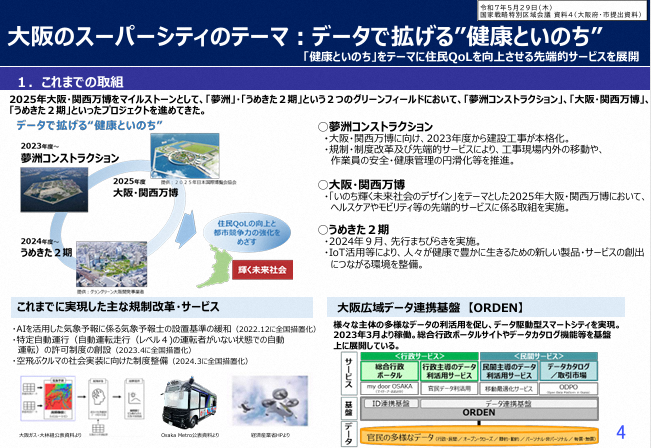 令和7年5月29日(木)
国家戦略特別区域会議 資料4(大阪府・市提出資料)
大阪のスーパーシティのテーマ:データで拡げる"健康といのち"
「健康といのち」をテーマに住民QoLを向上させる先端的サービスを展開
1.これまでの取組
2025年大阪・関西万博をマイルストーンとして、「夢洲」・「うめきた2期」という2つのグリーンフィールドにおいて、「夢洲コンストラクション」、「大阪・関西万博」、
「うめきた2期」といったプロジェクトを進めてきた。
データで拡げる"健康といのち"
2023年度~
夢洲コンストラクション
提供:2025年日本国際博覧会協会
2025年度
大阪・関西万博
2024年度~
うめきた2期
提供:グラングリーン大阪開発事業者
住民QoLの向上と
都市競争力の強化を
めざす
輝く未来社会
○夢洲コンストラクション
・大阪・関西万博に向け、2023年度から建設工事が本格化。
・規制・制度改革及び先端的サービスにより、工事現場内外の移動や、
作業員の安全・健康管理の円滑化等を推進。
○大阪・関西万博
・「いのち輝く未来社会のデザイン」をテーマとした2025年大阪・関西万博において、
ヘルスケアやモビリティ等の先端的サービスに係る取組を実施。
○うめきた2期
・2024年9月、先行まちびらきを実施。
・IoT活用等により、人々が健康で豊かに生きるための新しい製品・サービスの創出
につながる環境を整備。
これまでに実現した主な規制改革・サービス
・AIを活用した気象予報に係る気象予報士の設置基準の緩和(2022.12に全国措置化)
・特定自動運行(自動運転走行(レベル4)の運転者がいない状態での自動
運転)の許可制度の創設(2023.4に全国措置化)
・空飛ぶクルマの社会実装に向けた制度整備(2024.3に全国措置化)
大阪ガス・大林組公表資料より
Osaka Metro公表資料より
経済産業省HPより
大阪広域データ連携基盤【ORDEN】
様々な主体の多様なデータの利活用を促し、データ駆動型スマートシティを実現。
2023年3月より稼働。総合行政ポータルサイトやデータカタログ機能等を基盤
上に展開している。
サービス
<行政サービス>
<民間サービス>
総合行政
ポータル
行政主導のデータ
利活用サービス
民間主導のデータ
利活用サービス
データカタログ
/取引市場
my door OSAKA
官民データ利活用
移動最適化サービス
ODPO
基盤
ID連携基盤
データ連携基盤
ORDEN
データ
官民の多様なデータ
4